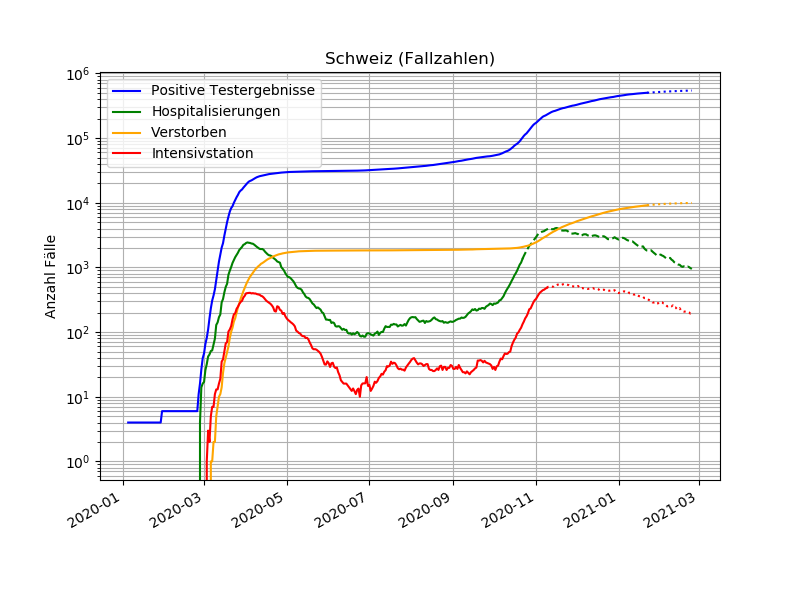 Schweiz (Fallzahlen)
Positive Testergebnisse
Hospitalisierungen
Verstorben
Intensivstation
Anzahl Fälle
10⁶
10⁵
10⁴
10³
10²
10¹
10⁰
2020-01
2020-03
2020-05
2020-07
2020-09
2020-11
2021-01
2021-03